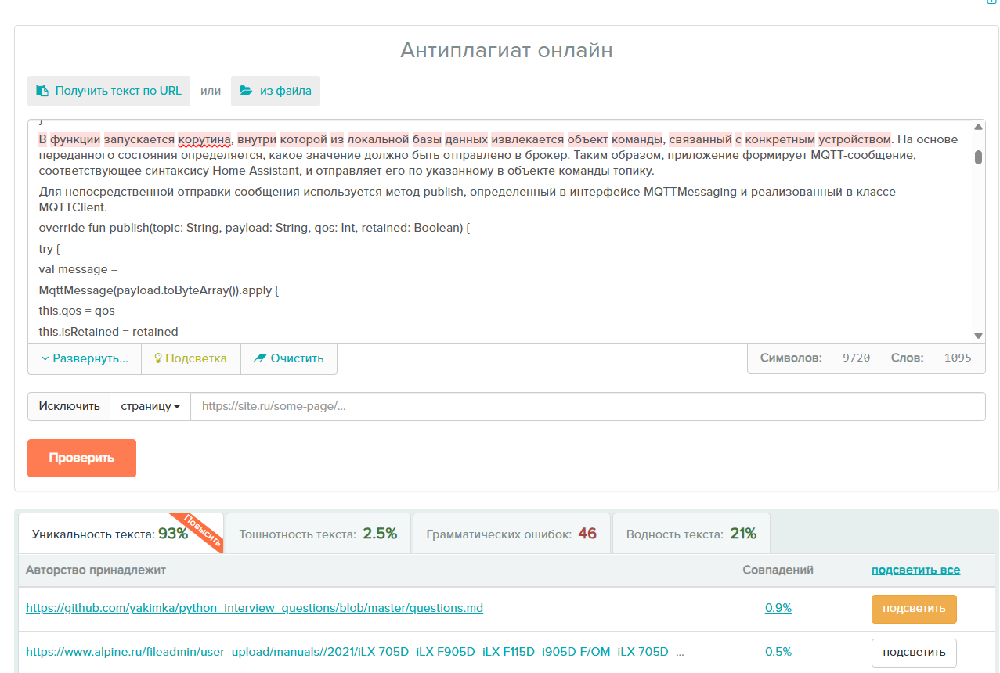 Антиплагиат онлайн
Получить текст по URL или из файла
}
В функции запускается корутина, внутри которой из локальной базы данных извлекается объект команды, связанный с конкретным устройством. На основе
переданного состояния определяется, какое значение должно быть отправлено в брокер. Таким образом, приложение формирует MQTT-сообщение,
соответствующее синтаксису Home Assistant, и отправляет его по указанному в объекте команды топику.
Для непосредственной отправки сообщения используется метод publish, определенный в интерфейсе MQTTMessaging и реализованный в классе
MQTTClient.
override fun publish(topic: String, payload: String, qos: Int, retained: Boolean) {
try {
val message =
MqttMessage(payload.toByteArray()).apply {
this.qos = qos
this.isRetained = retained
Развернуть... Подсветка Очистить Символов: 9720 Слов: 1095
Исключить страницу https://site.ru/some-page/...
Проверить
Уникальность текста: 93% Повысить Тошнотность текста: 2.5% Грамматических ошибок: 46 Водность текста: 21%
Авторство принадлежит Совпадений подсветить все
https://github.com/yakimka/python_interview_questions/blob/master/questions.md 0.9% подсветить
https://www.alpine.ru/fileadmin/user_upload/manuals//2021/iLX-705D_iLX-F905D_iLX-F115D_i905D-F/OM_iLX-705D_... 0.5% подсветить